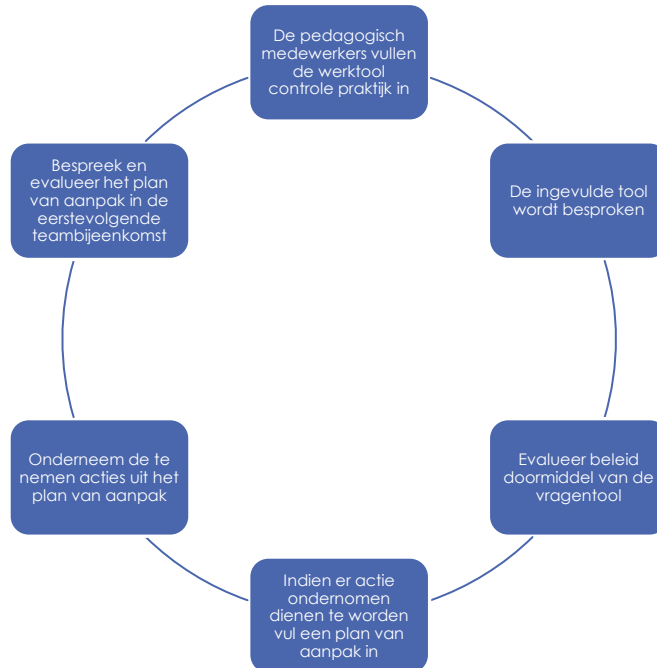 De pedagogisch
medewerkers vullen
de werktool
controle praktijk in
De ingevulde tool
wordt besproken
Evalueer beleid
doormiddel van de
vragentool
Indien er actie
ondernomen
dienen te worden
vul een plan van
aanpak in
Onderneem de te
nemen acties uit het
plan van aanpak
Bespreek en
evalueer het plan
van aanpak in de
eerstevolgende
teambijeenkomst